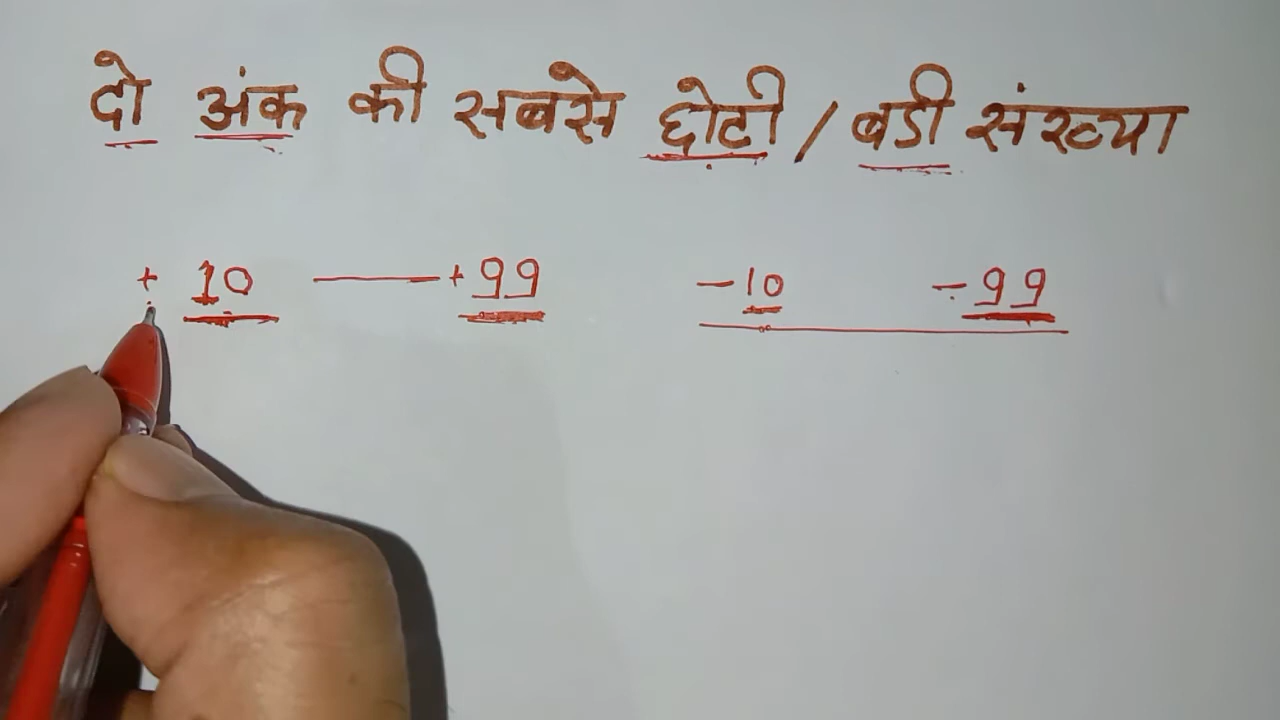 दो अंक की सबसे छोटी / बडी संख्या
+ 10 —— + 99 - 10 - 99